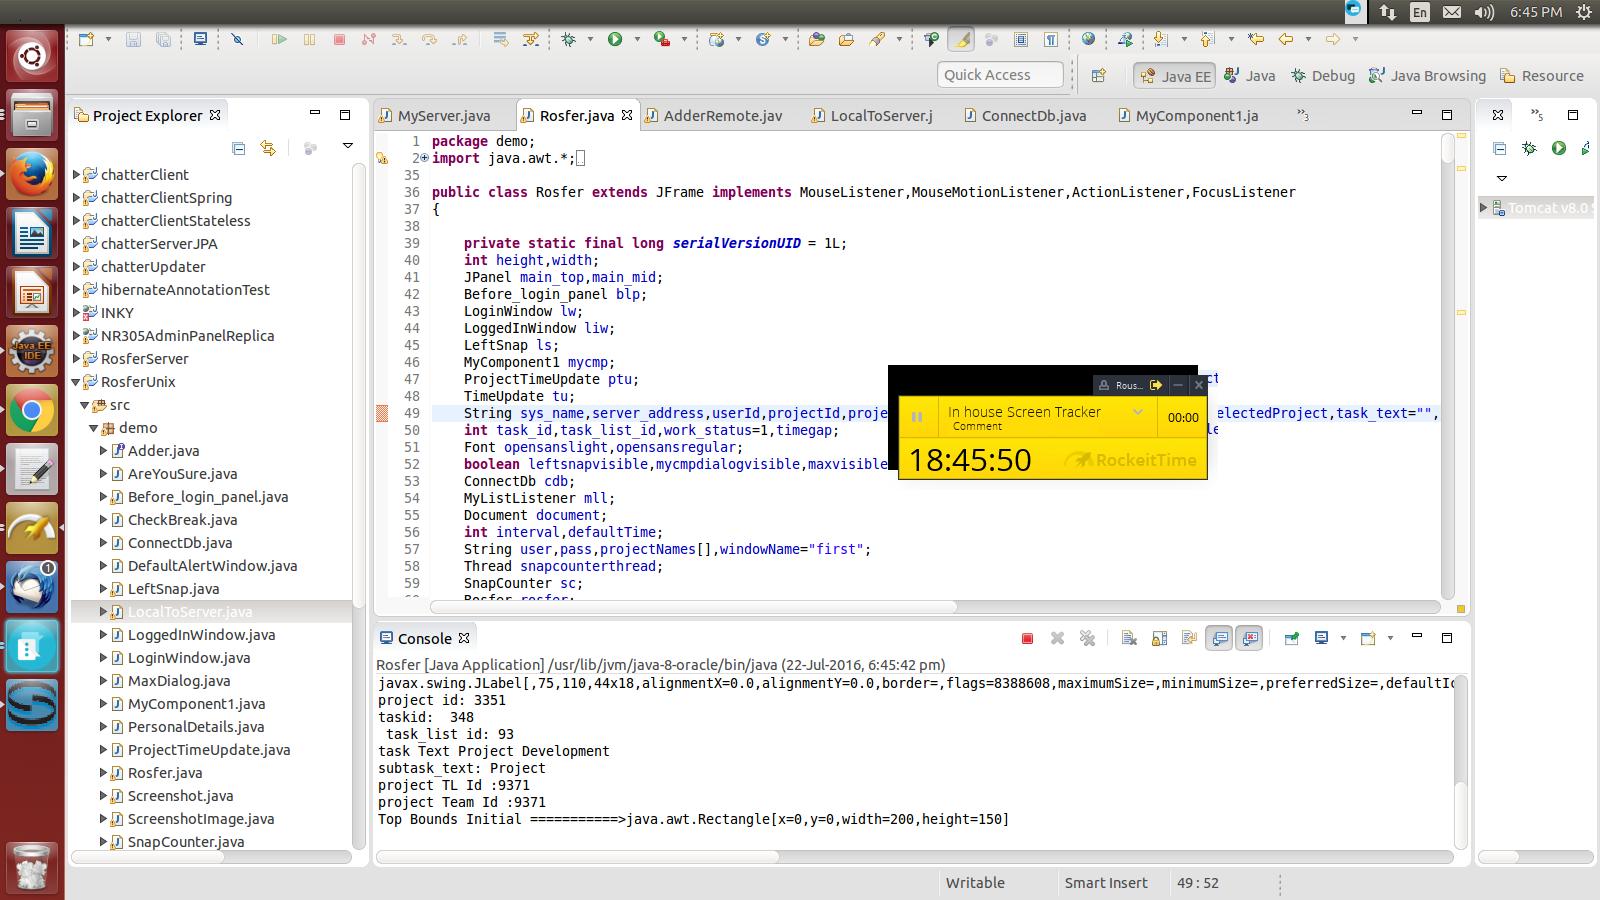 En
6:45 PM
Quick Access
Java EE
Java
Debug
Java Browsing
Resource
Project Explorer
chatterClient
chatterClientSpring
chatterClientStateless
chatterServerJPA
chatterUpdater
hibernateAnnotationTest
INKY
NR305AdminPanelReplica
RosferServer
RosferUnix
src
demo
Adder.java
AreYouSure.java
Before_login_panel.java
CheckBreak.java
ConnectDb.java
DefaultAlertWindow.java
LeftSnap.java
LocalToServer.java
LoggedInWindow.java
LoginWindow.java
MaxDialog.java
MyComponent1.java
PersonalDetails.java
ProjectTimeUpdate.java
Rosfer.java
Screenshot.java
ScreenshotImage.java
SnapCounter.java
Java EE
IDE
1
MyServer.java
Rosfer.java
AdderRemote.jav
LocalToServer.j
ConnectDb.java
MyComponent1.ja
»3
1 package demo;
2 import java.awt.*;
35
36 public class Rosfer extends JFrame implements MouseListener,MouseMotionListener,ActionListener,FocusListener
37 {
38
39 private static final long serialVersionUID = 1L;
40 int height,width;
41 JPanel main_top,main_mid;
42 Before_login_panel blp;
43 LoginWindow lw;
44 LoggedInWindow liw;
45 LeftSnap ls;
46 MyComponent1 mycmp;
47 ProjectTimeUpdate ptu;
48 TimeUpdate tu;
49 String sys_name,server_address,userId,projectId,proje electedProject,task_text="",
50 int task_id,task_list_id,work_status=1,timegap;
51 Font opensanslight,opensansregular;
52 boolean leftsnapvisible,mycmpdialogvisible,maxvisible
53 ConnectDb cdb;
54 MyListListener mll;
55 Document document;
56 int interval,defaultTime;
57 String user,pass,projectNames[],windowName="first";
58 Thread snapcounterthread;
59 SnapCounter sc;
Rosfer rosfer;
Rous...
In house Screen Tracker
Comment
00:00
18:45:50
RockeitTime
»5
Tomcat v8.0 S
Console
Rosfer [Java Application] /usr/lib/jvm/java-8-oracle/bin/java (22-Jul-2016, 6:45:42 pm)
javax.swing.JLabel[,75,110,44x18,alignmentX=0.0,alignmentY=0.0,border=,flags=8388608,maximumSize=,minimumSize=,preferredSize=,defaultIc
project id: 3351
taskid: 348
task_list id: 93
task Text Project Development
subtask_text: Project
project TL Id :9371
project Team Id :9371
Top Bounds Initial ===========>java.awt.Rectangle[x=0,y=0,width=200,height=150]
Writable
Smart Insert
49 : 52